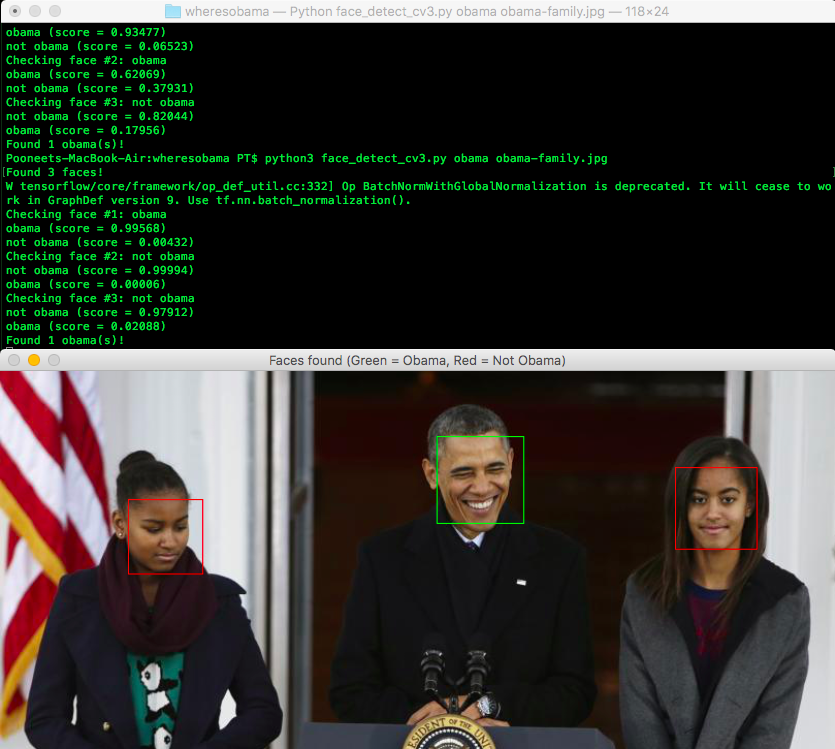 wheresobama — Python face_detect_cv3.py obama obama-family.jpg — 118×24
obama (score = 0.93477)
not obama (score = 0.06523)
Checking face #2: obama
obama (score = 0.62069)
not obama (score = 0.37931)
Checking face #3: not obama
not obama (score = 0.82044)
obama (score = 0.17956)
Found 1 obama(s)!
Pooneets-MacBook-Air:wheresobama PT$ python3 face_detect_cv3.py obama obama-family.jpg
[Found 3 faces! ]
W tensorflow/core/framework/op_def_util.cc:332] Op BatchNormWithGlobalNormalization is deprecated. It will cease to wo
rk in GraphDef version 9. Use tf.nn.batch_normalization().
Checking face #1: obama
obama (score = 0.99568)
not obama (score = 0.00432)
Checking face #2: not obama
not obama (score = 0.99994)
obama (score = 0.00006)
Checking face #3: not obama
not obama (score = 0.97912)
obama (score = 0.02088)
Found 1 obama(s)!
Faces found (Green = Obama, Red = Not Obama)
PRESIDENT OF THE UNI